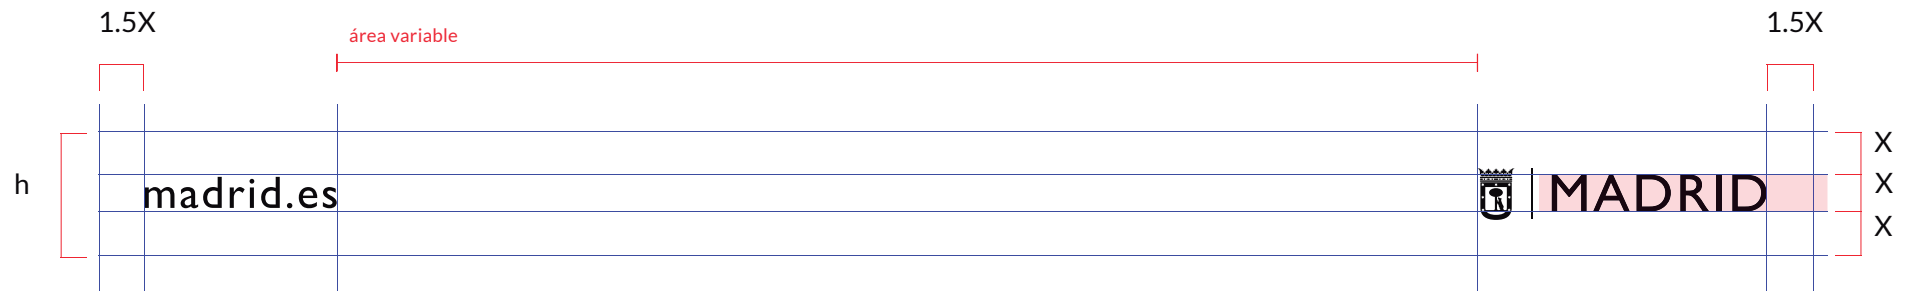 1.5X
1.5X
área variable
h
madrid.es
MADRID
X
X
X